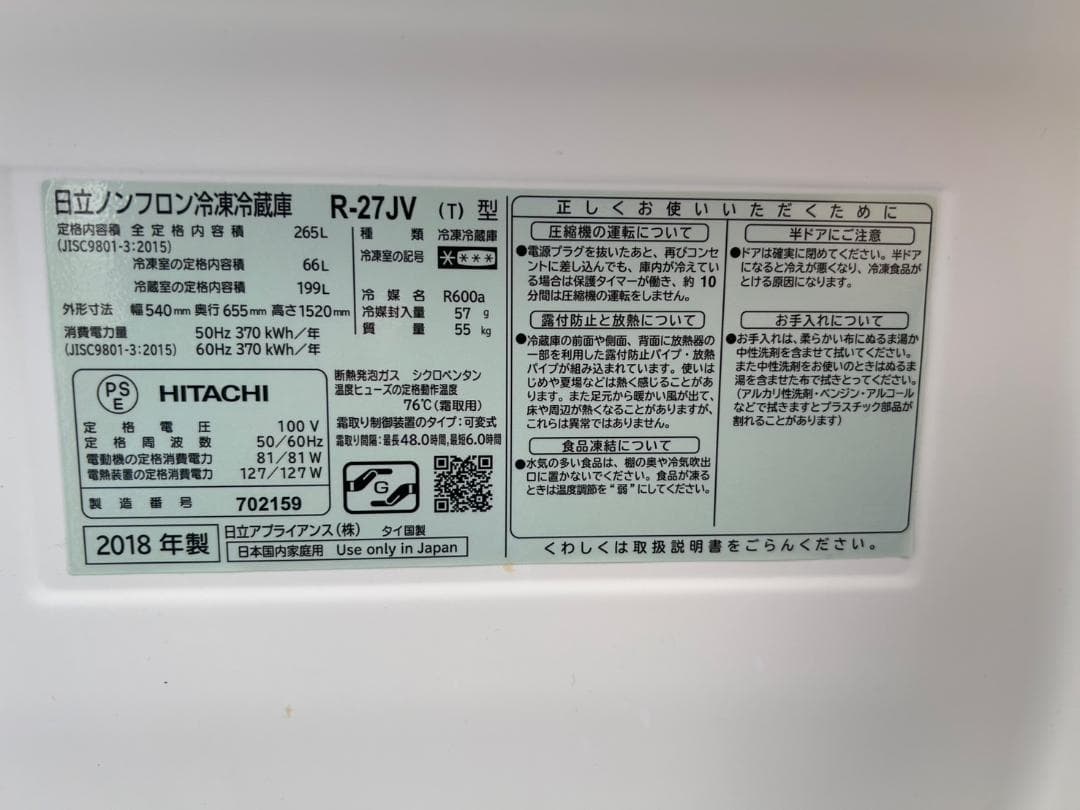 日立ノンフロン冷凍冷蔵庫 R-27JV (T) 型
定格内容積 全定格内容積 265L
(JISC9801-3:2015)
冷凍室の定格内容積 66L
冷蔵室の定格内容積 199L
外形寸法 幅540mm 奥行655mm 高さ1520mm
消費電力量 50Hz 370 kWh/年
(JISC9801-3:2015) 60Hz 370 kWh/年
種類 冷凍冷蔵庫
冷凍室の記号 ****
冷媒名 R600a
冷媒封入量 57 g
質量 55 kg
PS
E
HITACHI
定格電圧 100 V
定格周波数 50/60Hz
電動機の定格消費電力 81/81 W
電熱装置の定格消費電力 127/127 W
製造番号 702159
断熱発泡ガス シクロペンタン
温度ヒューズの定格動作温度
76℃(霜取用)
霜取り制御装置のタイプ:可変式
霜取り間隔:最長48.0時間,最短6.0時間
G
2018 年製
日立アプライアンス(株) タイ国製
日本国内家庭用 Use only in Japan
正しくお使いいただくために
圧縮機の運転について
●電源プラグを抜いたあと、再びコンセ
ントに差し込んでも、庫内が冷えてい
る場合は保護タイマーが働き、約10
分間は圧縮機の運転をしません。
露付防止と放熱について
●冷蔵庫の前面や側面、背面に放熱器の
一部を利用した露付防止パイプ・放熱
パイプが組み込まれています。使いは
じめや夏場などは熱く感じることがあ
ります。また足元から暖かい風が出て、
床や周辺が熱くなることがありますが、
これらは異常ではありません。
食品凍結について
●水気の多い食品は、棚の奥や冷気吹出
口に置かないでください。食品が凍る
ときは温度調節を“弱”にしてください。
半ドアにご注意
●ドアは確実に閉めてください。半ドア
になると冷えが悪くなり、冷凍食品が
とける原因になります。
お手入れについて
●お手入れは、柔らかい布にぬるま湯か
中性洗剤を含ませて拭いてください。
また中性洗剤をお使いのときはぬるま
湯を含ませた布で拭きとってください。
(アルカリ性洗剤・ベンジン・アルコール
などで拭きますとプラスチック部品が
割れることがあります)
くわしくは取扱説明書をごらんください。